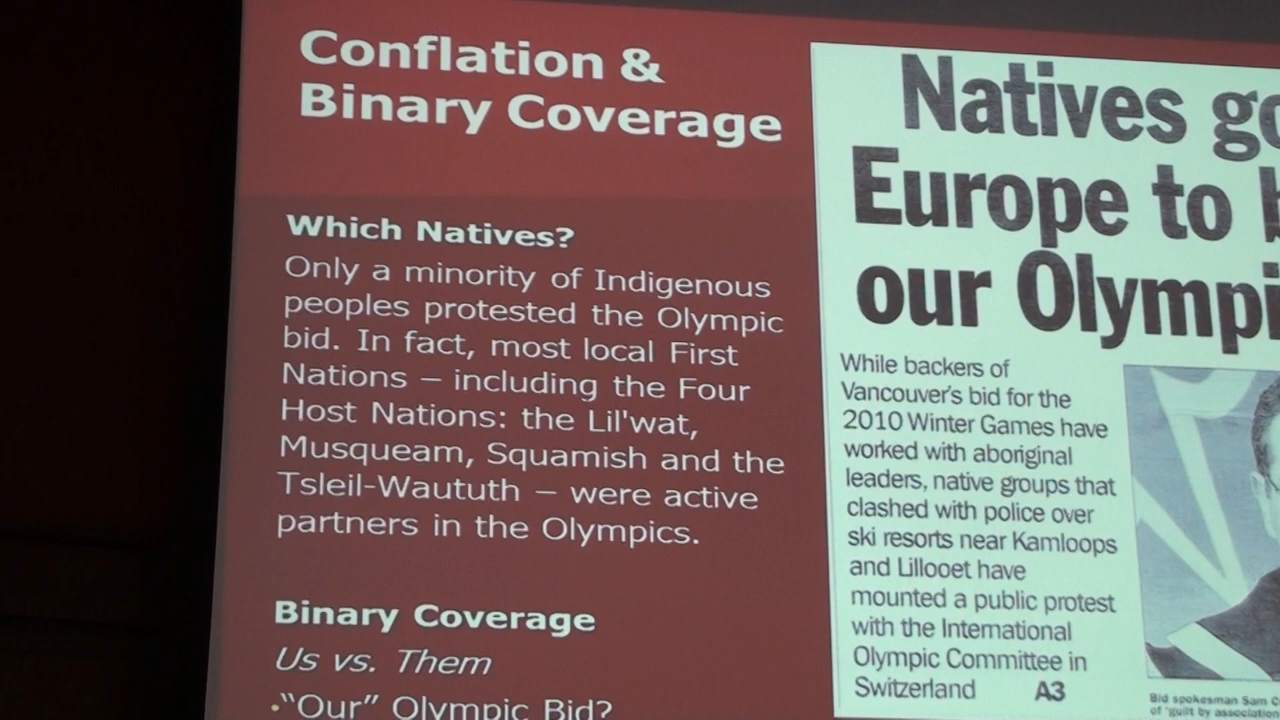 Conflation &
Binary Coverage
Which Natives?
Only a minority of Indigenous
peoples protested the Olympic
bid. In fact, most local First
Nations – including the Four
Host Nations: the Lil'wat,
Musqueam, Squamish and the
Tsleil-Waututh – were active
partners in the Olympics.
Binary Coverage
Us vs. Them
•"Our" Olympic Bid?
Natives
Europe to
our
While backers of
Vancouver's bid for the
2010 Winter Games have
worked with aboriginal
leaders, native groups that
clashed with police over
ski resorts near Kamloops
and Lillooet have
mounted a public protest
with the International
Olympic Committee in
Switzerland A3
Bid spokesman Sam
of 'guilt by association